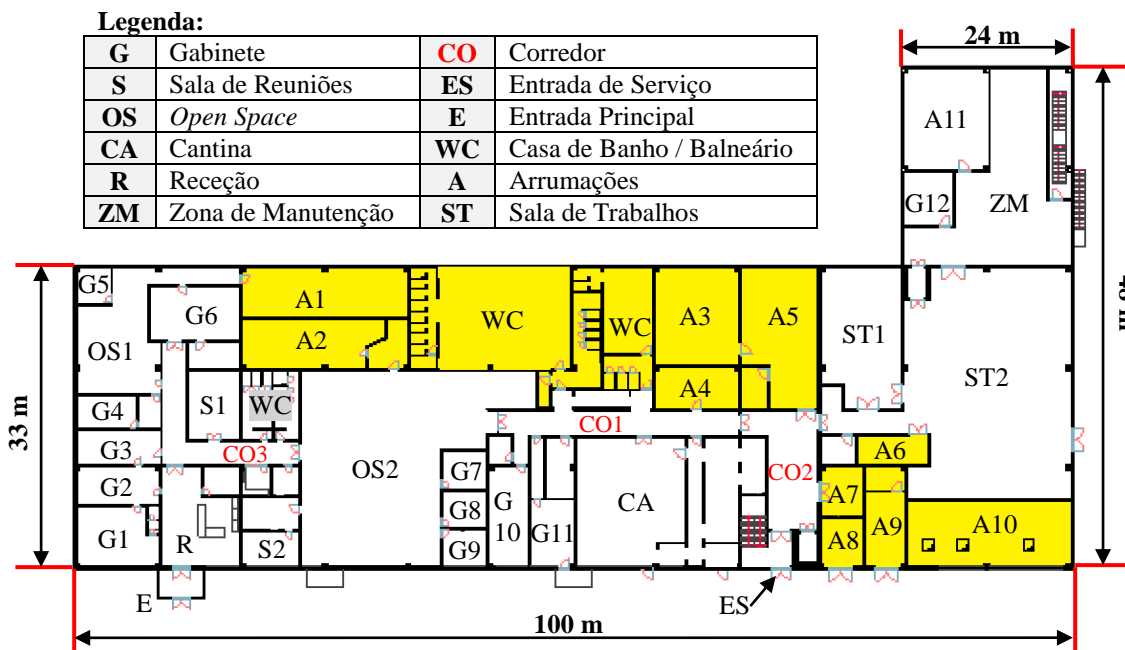 Legenda:
G Gabinete CO Corredor
S Sala de Reuniões ES Entrada de Serviço
OS Open Space E Entrada Principal
CA Cantina WC Casa de Banho / Balneário
R Receção A Arrumações
ZM Zona de Manutenção ST Sala de Trabalhos
24 m
A11
G12
ZM
33 m
G5
G6
OS1
A1
A2
WC
WC
A3
A4
A5
ST1
ST2
S1
WC
G4
G3
G2
G1
CO3
R
S2
OS2
CO1
G7
G8
G9
G
10
G11
CA
CO2
A6
A7
A8
A9
A10
E
ES
100 m